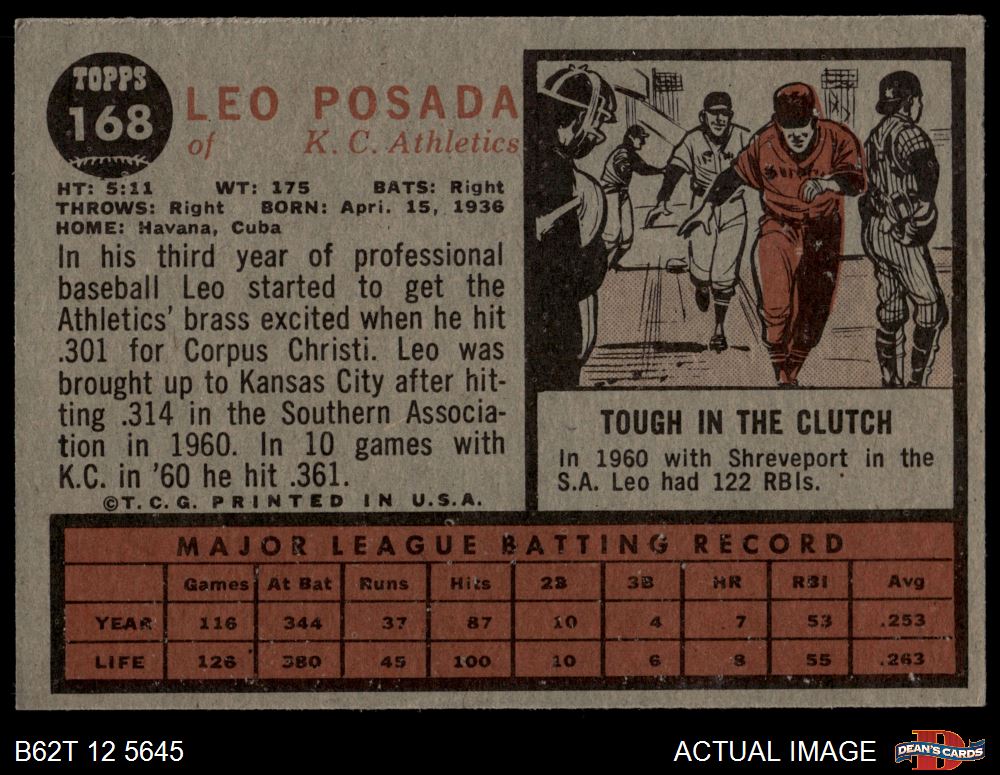 TOPPS
168
LEO POSADA
of K. C. Athletics
HT: 5:11 WT: 175 BATS: Right
THROWS: Right BORN: Apri. 15, 1936
HOME: Havana, Cuba
In his third year of professional
baseball Leo started to get the
Athletics' brass excited when he hit
.301 for Corpus Christi. Leo was
brought up to Kansas City after hit-
ting .314 in the Southern Associa-
tion in 1960. In 10 games with
K.C. in '60 he hit .361.
©T. C. G. PRINTED IN U.S.A.
TOUGH IN THE CLUTCH
In 1960 with Shreveport in the
S.A. Leo had 122 RBIs.
MAJOR LEAGUE BATTING RECORD
Games At Bat Runs Hits 2B 3B HR RBI Avg
YEAR 116 344 37 87 10 4 7 53 .253
LIFE 126 380 45 100 10 6 8 55 .263
B62T 12 5645
ACTUAL IMAGE
D
DEAN'S CARDS